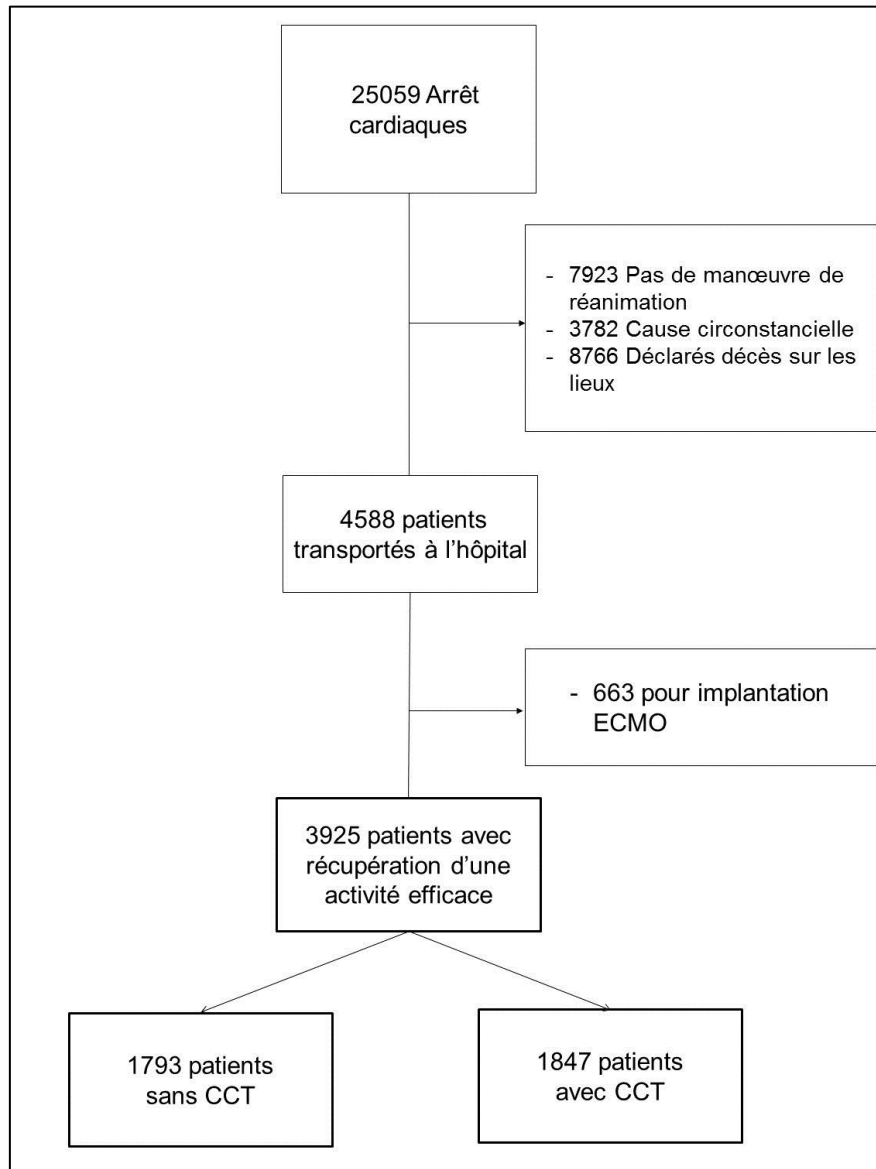 25059 Arrêt
cardiaques
- 7923 Pas de manœuvre de
réanimation
- 3782 Cause circonstancielle
- 8766 Déclarés décès sur les
lieux
4588 patients
transportés à l’hôpital
- 663 pour implantation
ECMO
3925 patients avec
récupération d’une
activité efficace
1793 patients
sans CCT
1847 patients
avec CCT